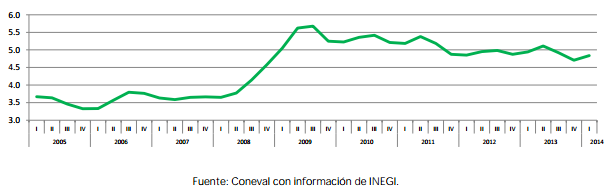 6.0
5.5
5.0
4.5
4.0
3.5
3.0
I II III IV I II III IV I II III IV I II III IV I II III IV I II III IV I II III IV I II III IV I II III IV I
2005 2006 2007 2008 2009 2010 2011 2012 2013 2014
Fuente: Coneval con información de INEGI.